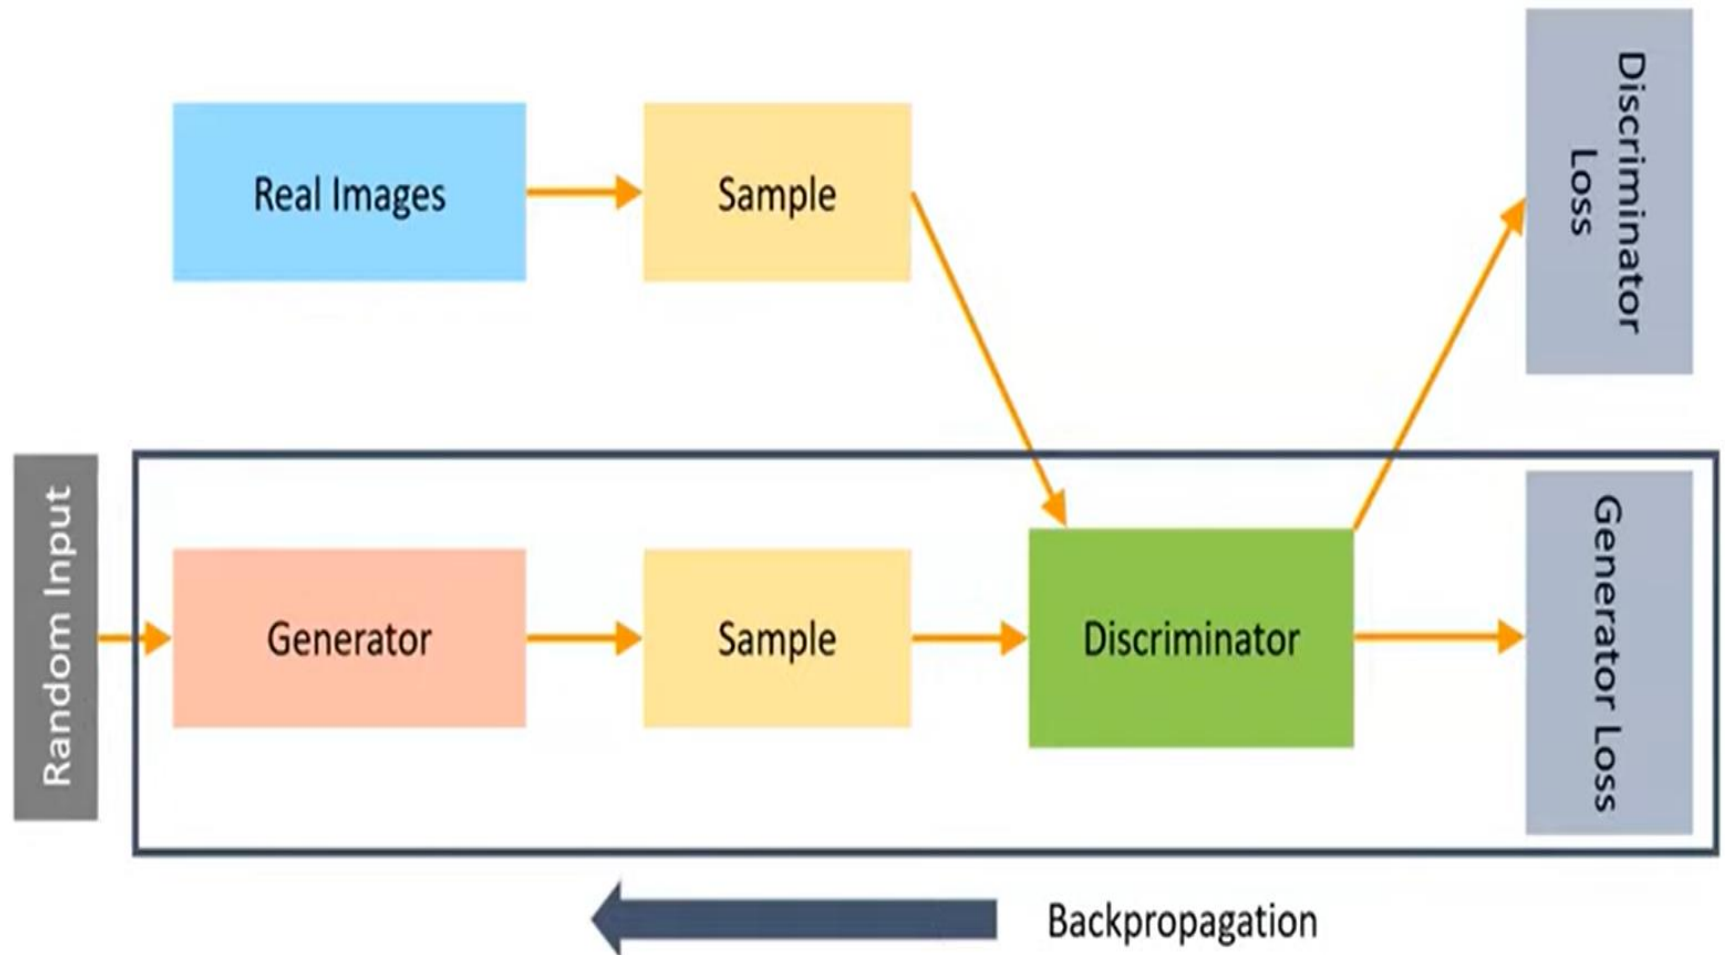 Real Images
Sample
Discriminator
Loss
Random Input
Generator
Sample
Discriminator
Generator Loss
Backpropagation